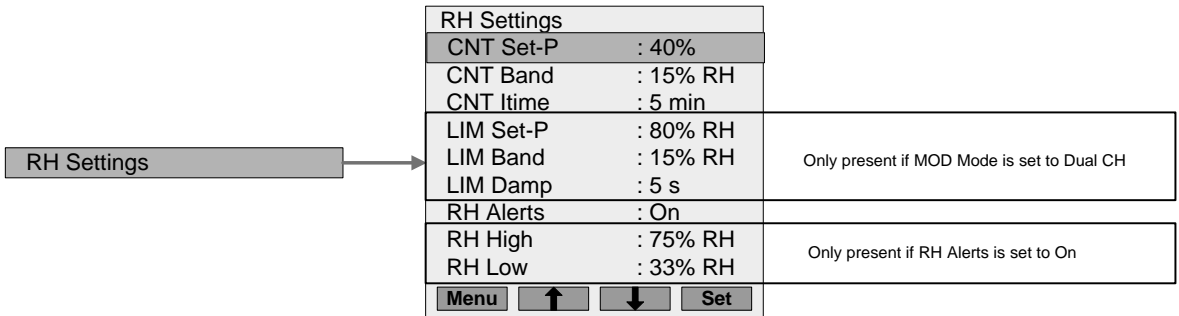 RH Settings
RH Settings
CNT Set-P : 40%
CNT Band : 15% RH
CNT Itime : 5 min
LIM Set-P : 80% RH
LIM Band : 15% RH
LIM Damp : 5 s
Only present if MOD Mode is set to Dual CH
RH Alerts : On
RH High : 75% RH
RH Low : 33% RH
Only present if RH Alerts is set to On
Menu Set